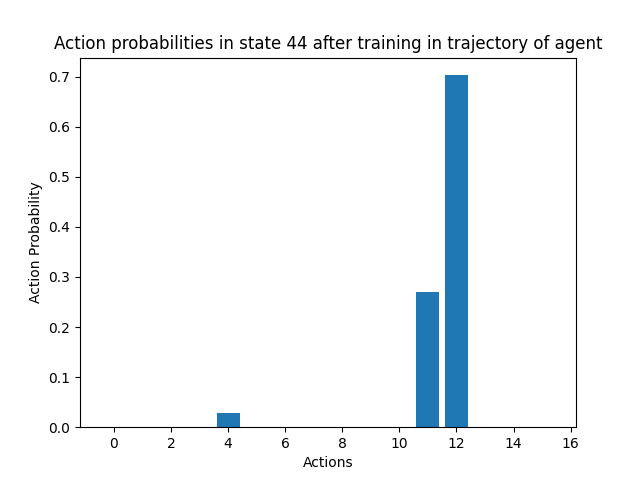 Action probabilities in state 44 after training in trajectory of agent
Action Probability
0.7
0.6
0.5
0.4
0.3
0.2
0.1
0.0
0 2 4 6 8 10 12 14 16
Actions